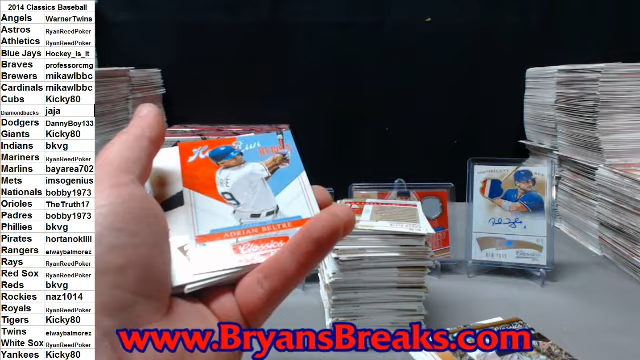 2014 Classics Baseball
Angels WarnerTwins
Astros RyanReedPoker
Athletics RyanReedPoker
Blue Jays Hockey_Is_It
Braves professorcmg
Brewers mikawlbbc
Cardinals mikawlbbc
Cubs Kicky80
Diamondbacks jaja
Dodgers DannyBoy133
Giants Kicky80
Indians bkvg
Mariners RyanReedPoker
Marlins bayarea702
Mets imsogenius
Nationals bobby1973
Orioles TheTruth17
Padres bobby1973
Phillies bkvg
Pirates hortanokilli
Rangers elwaybalmorez
Rays RyanReedPoker
Red Sox RyanReedPoker
Reds bkvg
Rockies naz1014
Royals RyanReedPoker
Tigers Kicky80
Twins elwaybalmorez
White Sox RyanReedPoker
Yankees Kicky80
ADRIAN BELTRE
Classics
www.BryansBreaks.com